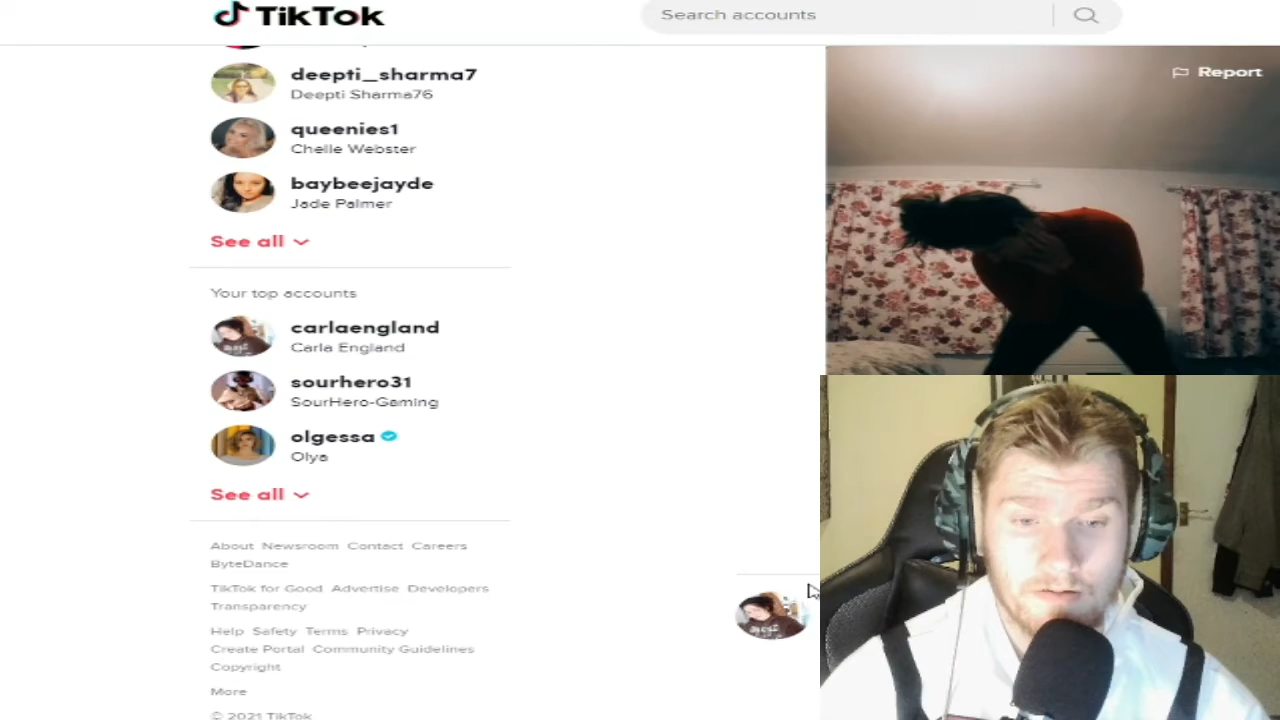 TikTok
Search accounts
Report
deepti_sharma7
Deepti Sharma76
queenies1
Chelle Webster
baybeejayde
Jade Palmer
See all
Your top accounts
carlaengland
Carla England
sourhero31
SourHero-Gaming
olgessa
Olya
See all
About Newsroom Contact Careers
ByteDance
TikTok for Good Advertise Developers
Transparency
Help Safety Terms Privacy
Create Portal Community Guidelines
Copyright
More
© 2021 TikTok